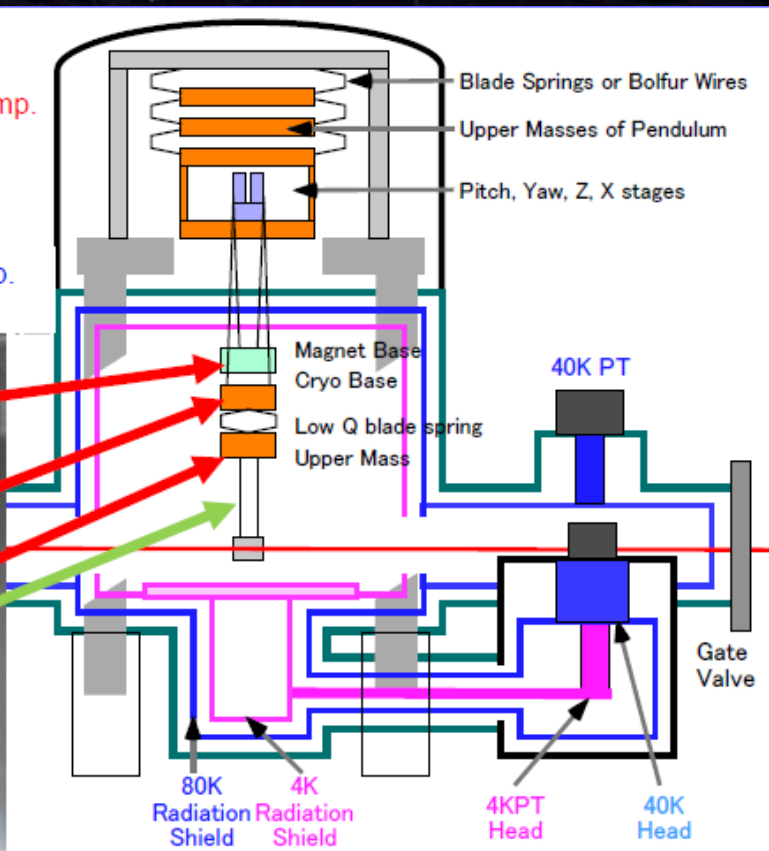 mp.
Blade Springs or Bolfur Wires
Upper Masses of Pendulum
Pitch, Yaw, Z, X stages
Magnet Base
Cryo Base
Low Q blade spring
Upper Mass
40K PT
Gate
Valve
80K
Radiation
Shield
4K
Radiation
Shield
4KPT
Head
40K
Head